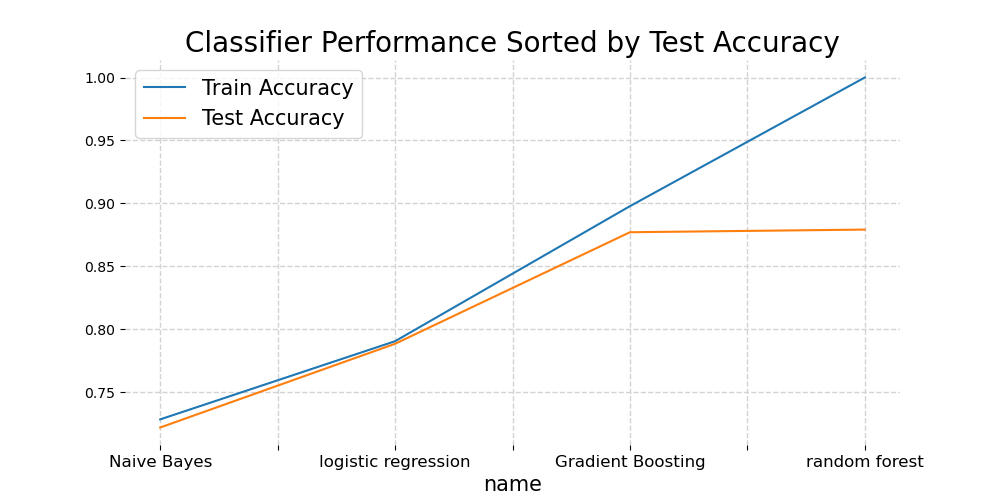 Classifier Performance Sorted by Test Accuracy
Train Accuracy
Test Accuracy
1.00
0.95
0.90
0.85
0.80
0.75
Naive Bayes logistic regression Gradient Boosting random forest
name